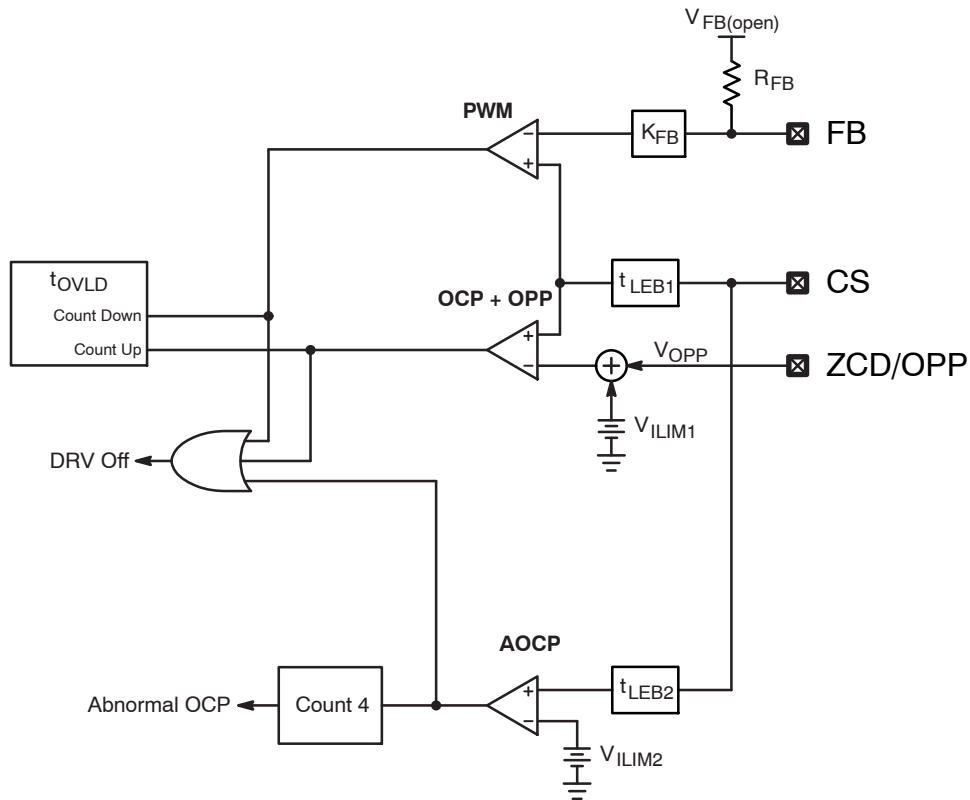 VFB(open)
RFB
PWM
−
+
KFB
FB
tOVLD
Count Down
Count Up
OCP + OPP
+
−
tLEB1
CS
+
VOPP
ZCD/OPP
VILIM1
DRV Off
AOCP
+
−
tLEB2
Abnormal OCP
Count 4
VILIM2